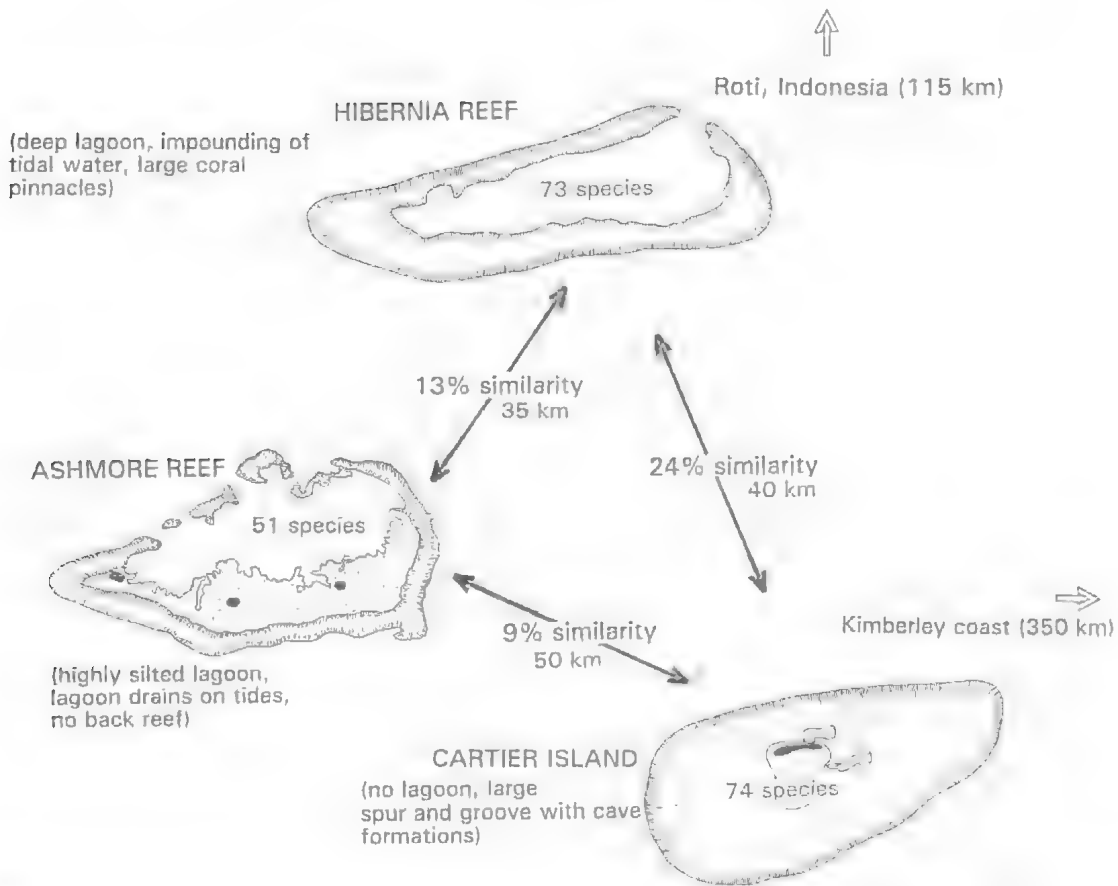 Roti, Indonesia (115 km)
HIBERNIA REEF
(deep lagoon, impounding of
tidal water, large coral
pinnacles)
73 species
13% similarity
35 km
24% similarity
40 km
ASHMORE REEF
51 species
9% similarity
50 km
Kimberley coast (350 km)
(highly silted lagoon,
lagoon drains on tides,
no back reef)
CARTIER ISLAND
(no lagoon, large
spur and groove with cave
formations)
74 species